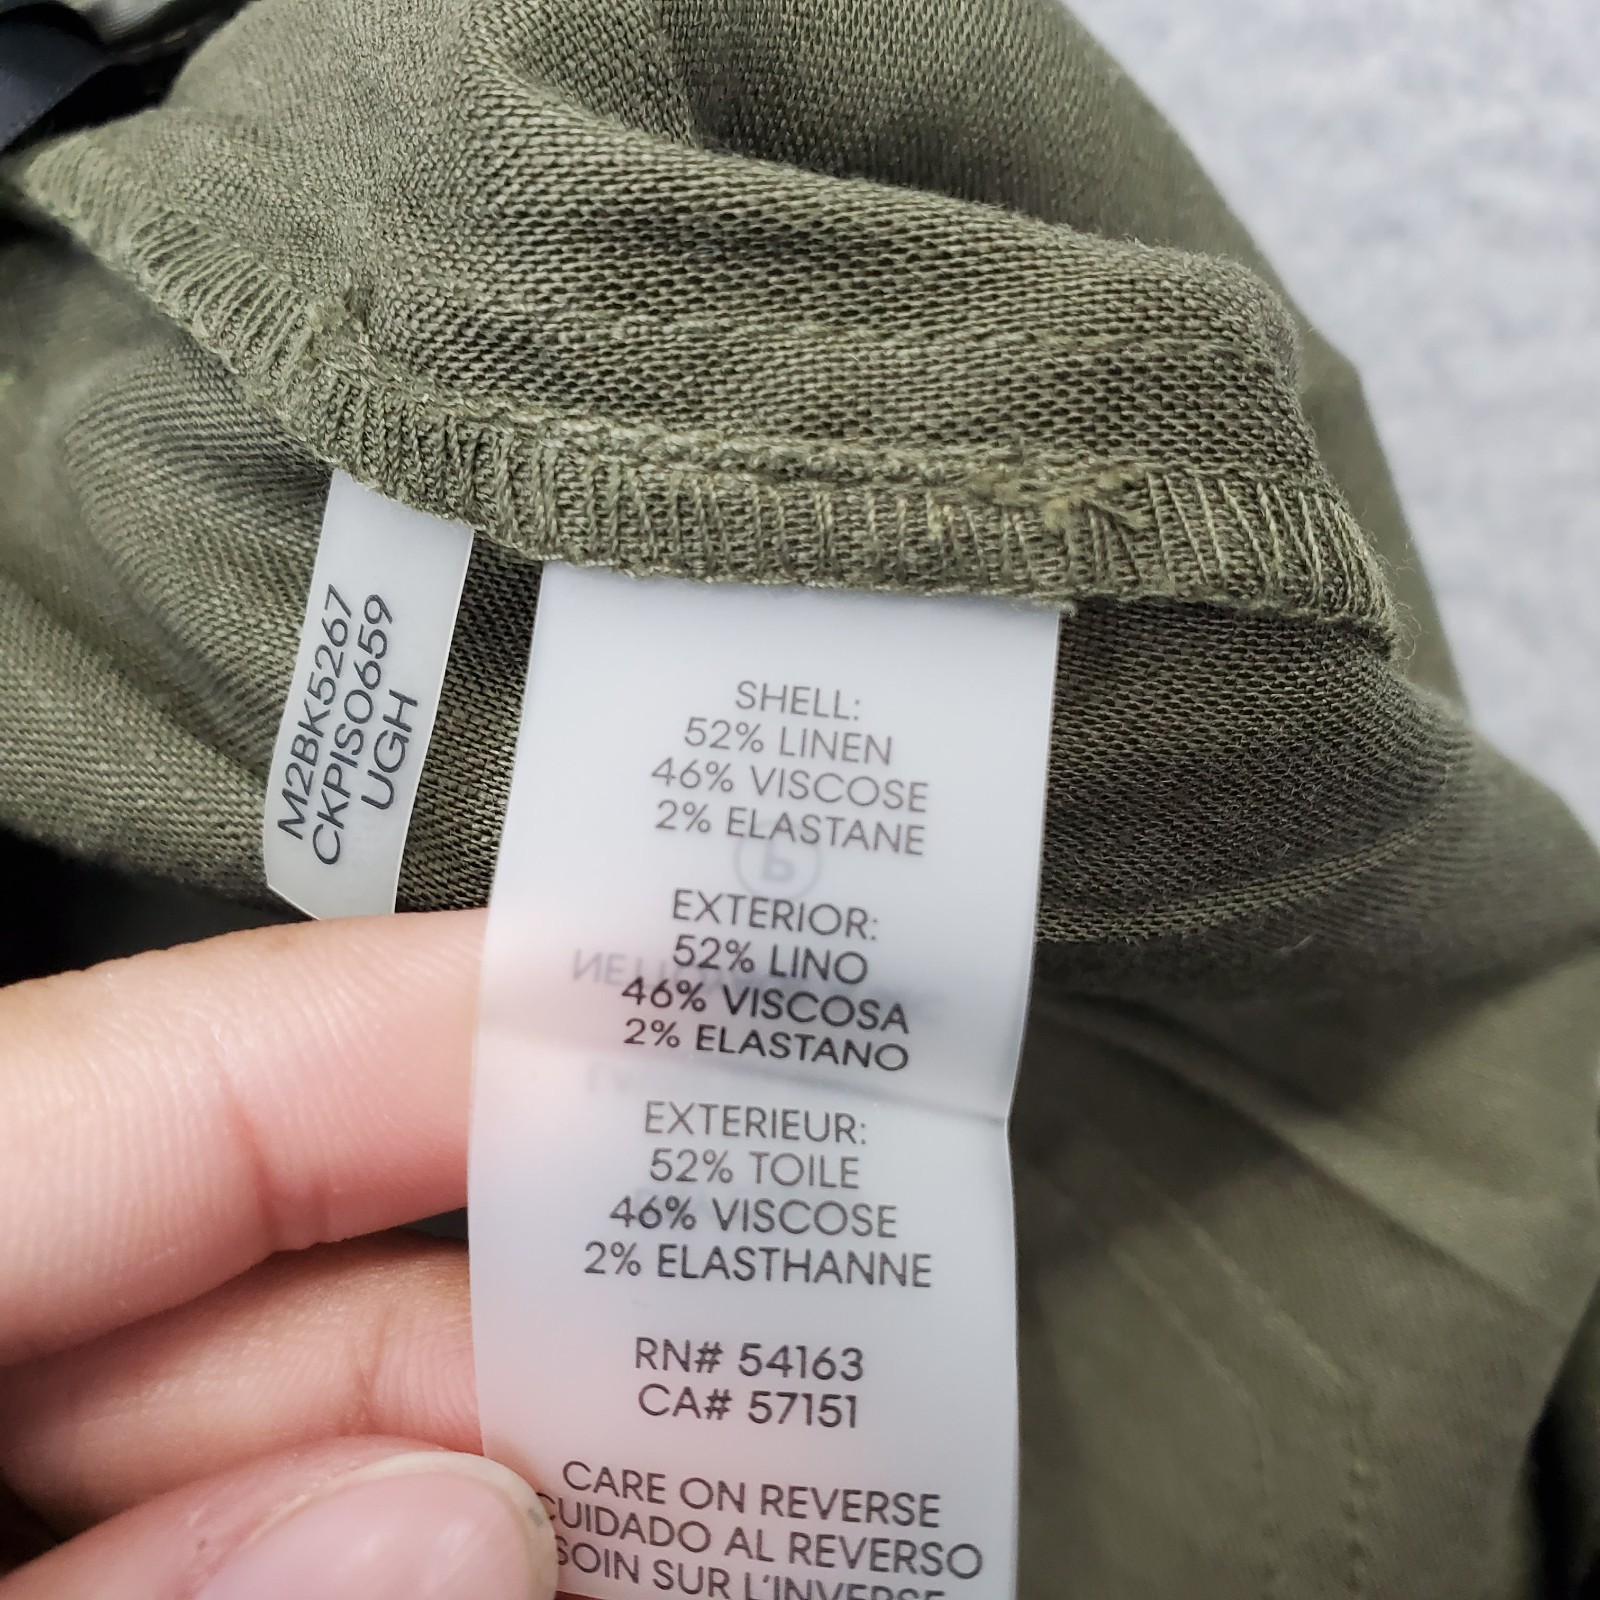 M2BK5267
CKPIS0659
UGH
SHELL:
52% LINEN
46% VISCOSE
2% ELASTANE
EXTERIOR:
52% LINO
46% VISCOSA
2% ELASTANO
EXTERIEUR:
52% TOILE
46% VISCOSE
2% ELASTHANNE
RN# 54163
CA# 57151
CARE ON REVERSE
CUIDADO AL REVERSO
SOIN SUR L'INVERSE